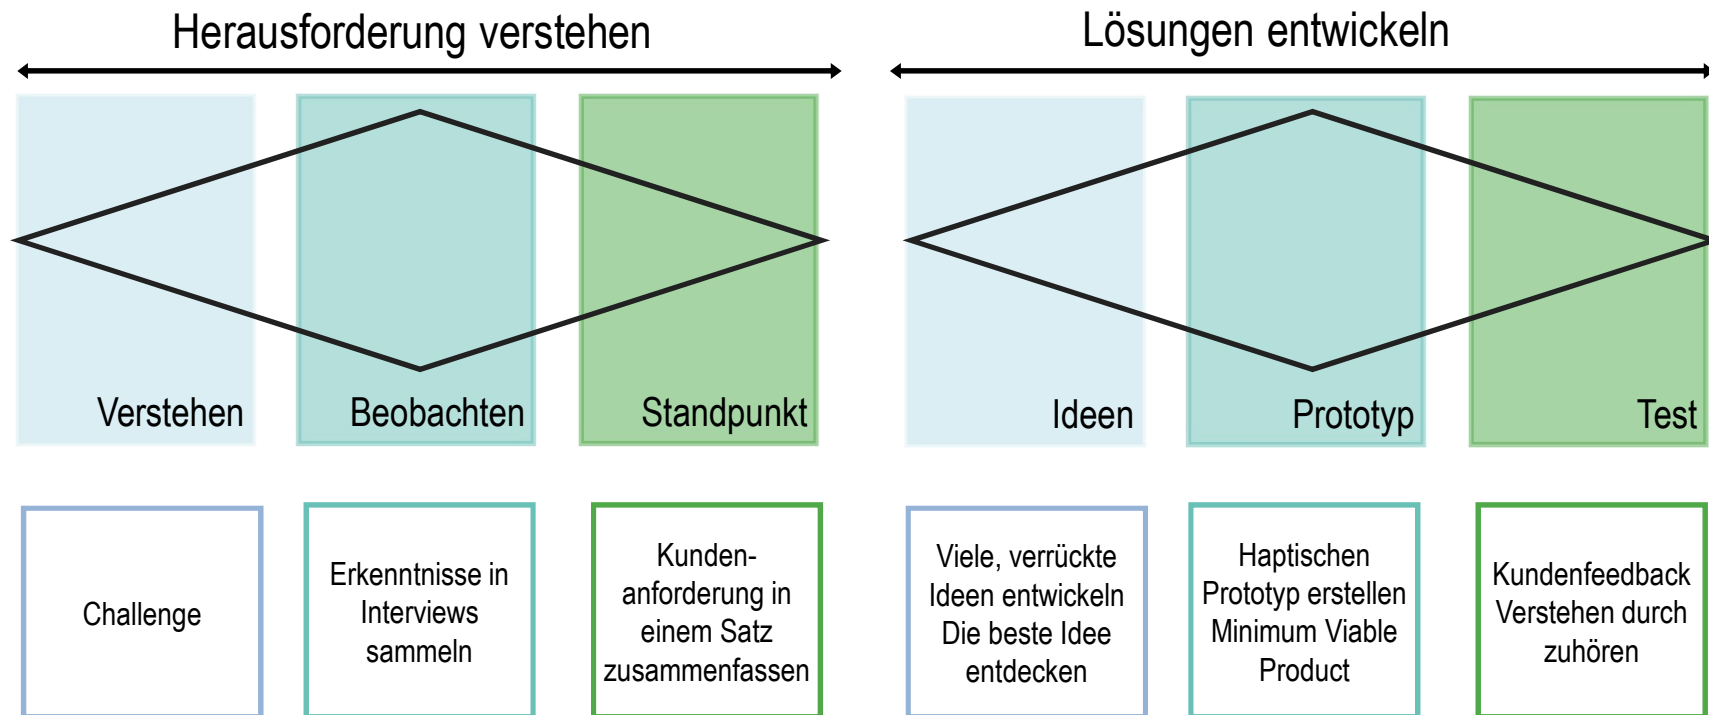 Herausforderung verstehen
Lösungen entwickeln
Verstehen
Beobachten
Standpunkt
Ideen
Prototyp
Test
Challenge
Erkenntnisse in
Interviews
sammeln
Kunden-
anforderung in
einem Satz
zusammenfassen
Viele, verrückte
Ideen entwickeln
Die beste Idee
entdecken
Haptischen
Prototyp erstellen
Minimum Viable
Product
Kundenfeedback
Verstehen durch
zuhören